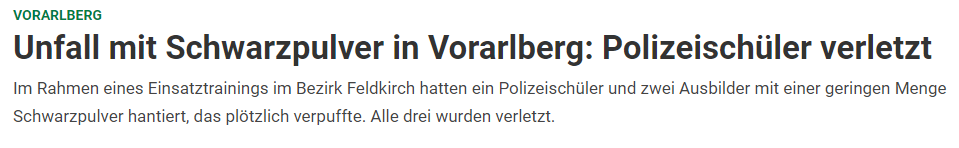 VORARLBERG
Unfall mit Schwarzpulver in Vorarlberg: Polizeischüler verletzt
Im Rahmen eines Einsatztrainings im Bezirk Feldkirch hatten ein Polizeischüler und zwei Ausbilder mit einer geringen Menge
Schwarzpulver hantiert, das plötzlich verpuffte. Alle drei wurden verletzt.